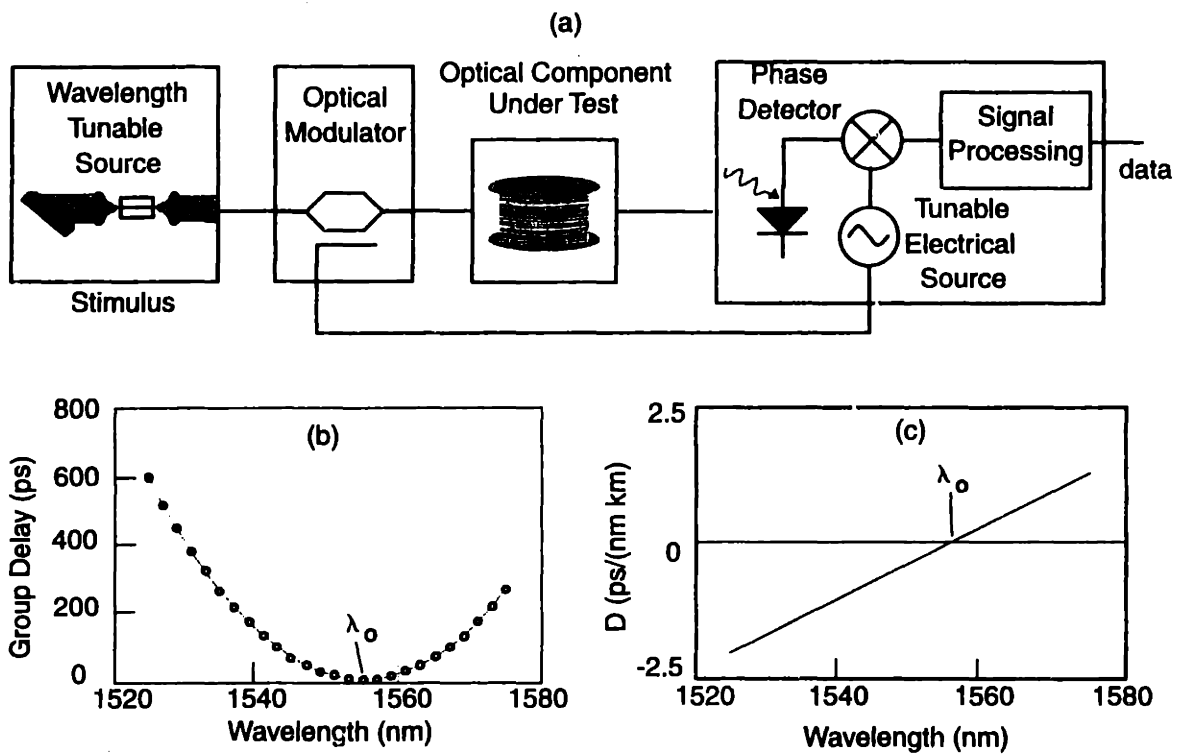 (a)
Wavelength
Tunable
Source
Stimulus
Optical
Modulator
Optical Component
Under Test
Phase
Detector
Signal
Processing
data
Tunable
Electrical
Source
(b)
Group Delay (ps)
800
600
400
200
0
λo
1520
1540
1560
1580
Wavelength (nm)
(c)
D (ps/(nm km)
2.5
0
-2.5
λo
1520
1540
1560
1580
Wavelength (nm)